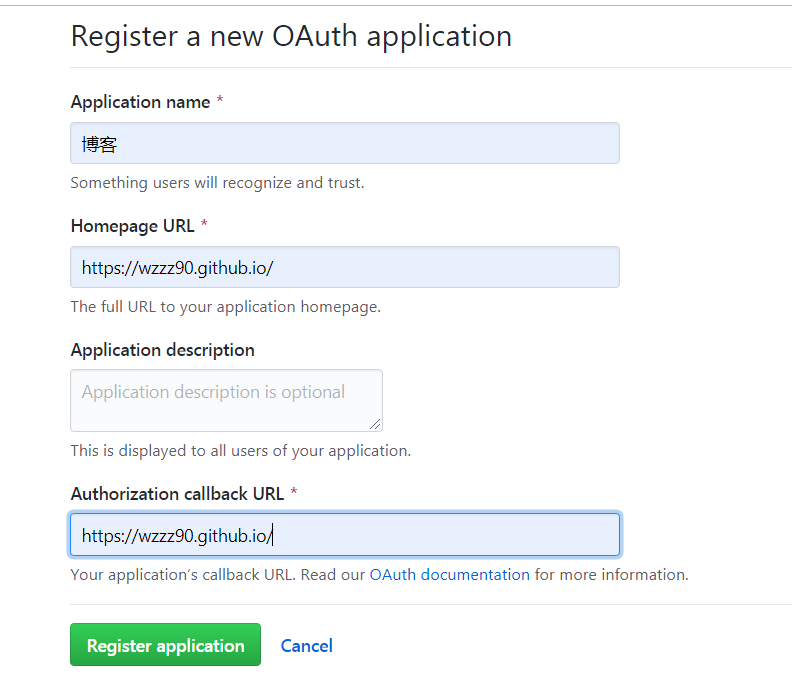 Register a new OAuth application
Application name *
博客
Something users will recognize and trust.
Homepage URL *
https://wzzz90.github.io/
The full URL to your application homepage.
Application description
Application description is optional
This is displayed to all users of your application.
Authorization callback URL *
https://wzzz90.github.io/
Your application’s callback URL. Read our OAuth documentation for more information.
Register application Cancel